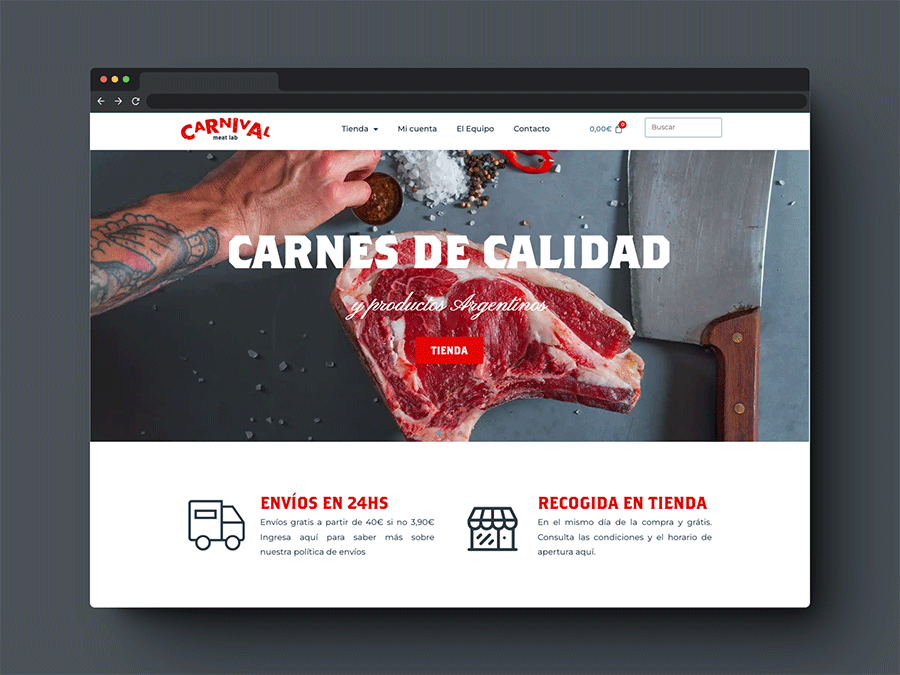 CARNIVAL
meat lab
Tienda
Mi cuenta
El Equipo
Contacto
0,00€
0
Buscar
CARNES DE CALIDAD
y productos Argentinos
TIENDA
ENVÍOS EN 24HS
Envíos gratis a partir de 40€ si no 3,90€
Ingresa aquí para saber más sobre
nuestra política de envíos
RECOGIDA EN TIENDA
En el mismo día de la compra y grátis.
Consulta las condiciones y el horario de
apertura aquí.